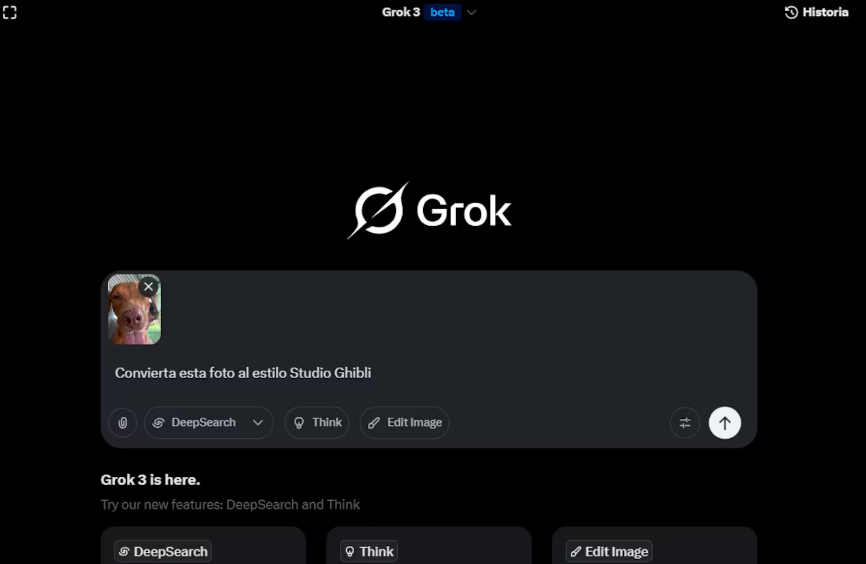 Grok 3 beta
Historia
Grok
Convierta esta foto al estilo Studio Ghibli
DeepSearch Think Edit Image
Grok 3 is here.
Try our new features: DeepSearch and Think
DeepSearch Think Edit Image